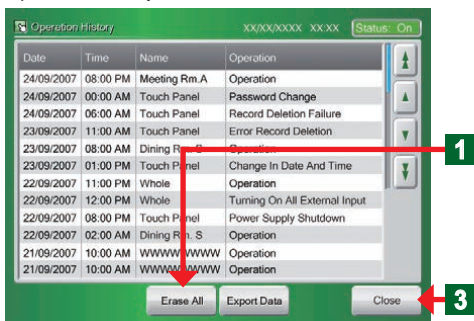 Operation History XX/XX/XXXX XX:XX Status: On
Date Time Name Operation
24/09/2007 08:00 PM Meeting Rm.A Operation
24/09/2007 00:00 AM Touch Panel Password Change
24/09/2007 06:00 AM Touch Panel Record Deletion Failure
23/09/2007 11:00 AM Touch Panel Error Record Deletion
23/09/2007 08:00 AM Dining Operation
23/09/2007 01:00 PM Touch Panel Change In Date And Time
22/09/2007 11:00 PM Whole Operation
22/09/2007 12:00 PM Whole Turning On All External Input
22/09/2007 08:00 PM Touch Panel Power Supply Shutdown
22/09/2007 02:00 AM Dining Rm. S Operation
21/09/2007 10:00 AM WWWWWWWWW Operation
21/09/2007 10:00 AM WWWWWWWWW Operation
Erase All Export Data Close
1
3